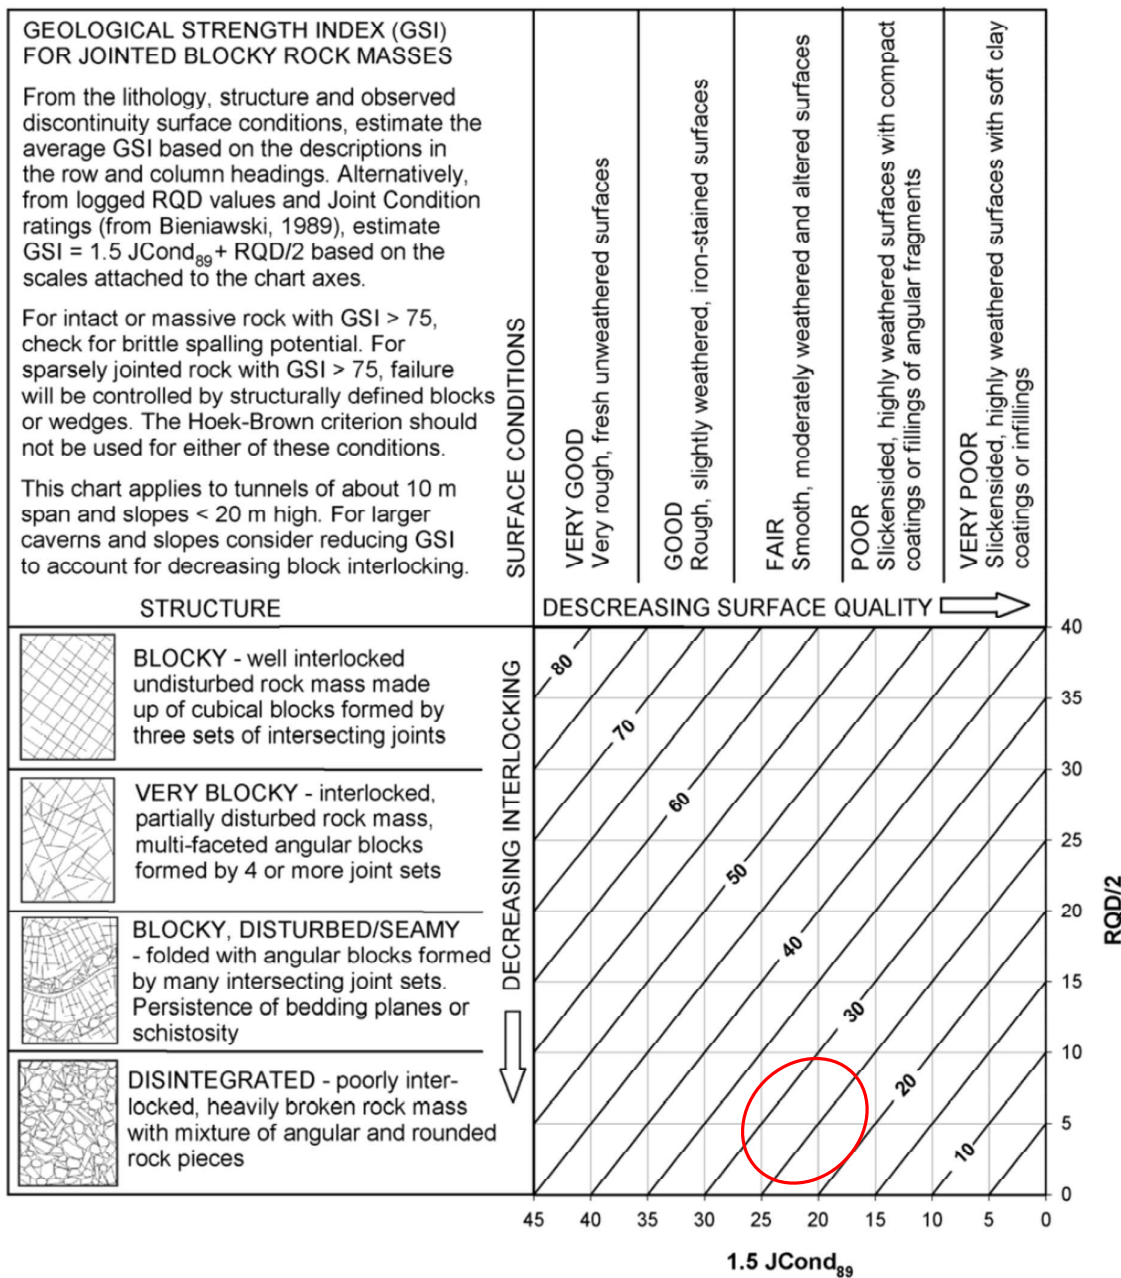 GEOLOGICAL STRENGTH INDEX (GSI)
FOR JOINTED BLOCKY ROCK MASSES
From the lithology, structure and observed
discontinuity surface conditions, estimate the
average GSI based on the descriptions in
the row and column headings. Alternatively,
from logged RQD values and Joint Condition
ratings (from Bieniawski, 1989), estimate
GSI = 1.5 JCond89 + RQD/2 based on the
scales attached to the chart axes.
For intact or massive rock with GSI > 75,
check for brittle spalling potential. For
sparsely jointed rock with GSI > 75, failure
will be controlled by structurally defined blocks
or wedges. The Hoek-Brown criterion should
not be used for either of these conditions.
This chart applies to tunnels of about 10 m
span and slopes < 20 m high. For larger
caverns and slopes consider reducing GSI
to account for decreasing block interlocking.
SURFACE CONDITIONS
VERY GOOD
Very rough, fresh unweathered surfaces
GOOD
Rough, slightly weathered, iron-stained surfaces
FAIR
Smooth, moderately weathered and altered surfaces
POOR
Slickensided, highly weathered surfaces with compact
coatings or fillings of angular fragments
VERY POOR
Slickensided, highly weathered surfaces with soft clay
coatings or infillings
STRUCTURE
DESCREASING SURFACE QUALITY
BLOCKY - well interlocked
undisturbed rock mass made
up of cubical blocks formed by
three sets of intersecting joints
VERY BLOCKY - interlocked,
partially disturbed rock mass,
multi-faceted angular blocks
formed by 4 or more joint sets
BLOCKY, DISTURBED/SEAMY
- folded with angular blocks formed
by many intersecting joint sets.
Persistence of bedding planes or
schistosity
DISINTEGRATED - poorly inter-
locked, heavily broken rock mass
with mixture of angular and rounded
rock pieces
DECREASING INTERLOCKING
80
70
60
50
40
30
20
10
40
35
30
25
20
15
10
5
0
RQD/2
45 40 35 30 25 20 15 10 5 0
1.5 JCond89